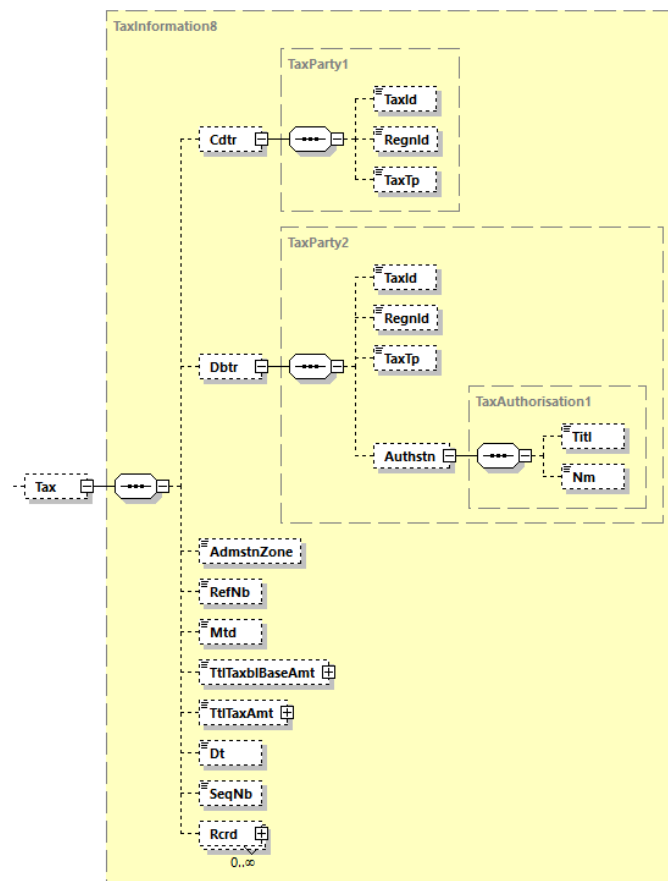 TaxInformation8
TaxParty1
TaxId
Cdtr
RegnId
TaxTp
TaxParty2
TaxId
RegnId
Dbtr
TaxTp
TaxAuthorisation1
Titl
Authstn
Nm
Tax
AdmstnZone
RefNb
Mtd
TtlTaxblBaseAmt
TtlTaxAmt
Dt
SeqNb
Rcrd
0..∞